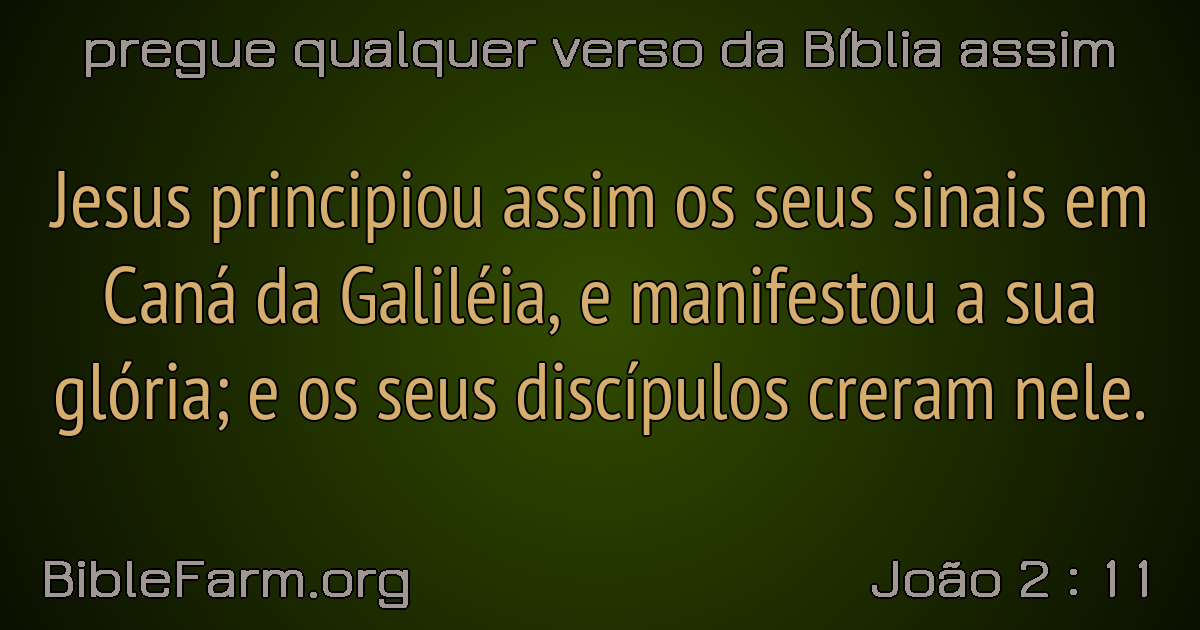 pregue qualquer verso da Bíblia assim
Jesus principiou assim os seus sinais em
Caná da Galiléia, e manifestou a sua
glória; e os seus discípulos creram nele.
BibleFarm.org
João 2 : 11